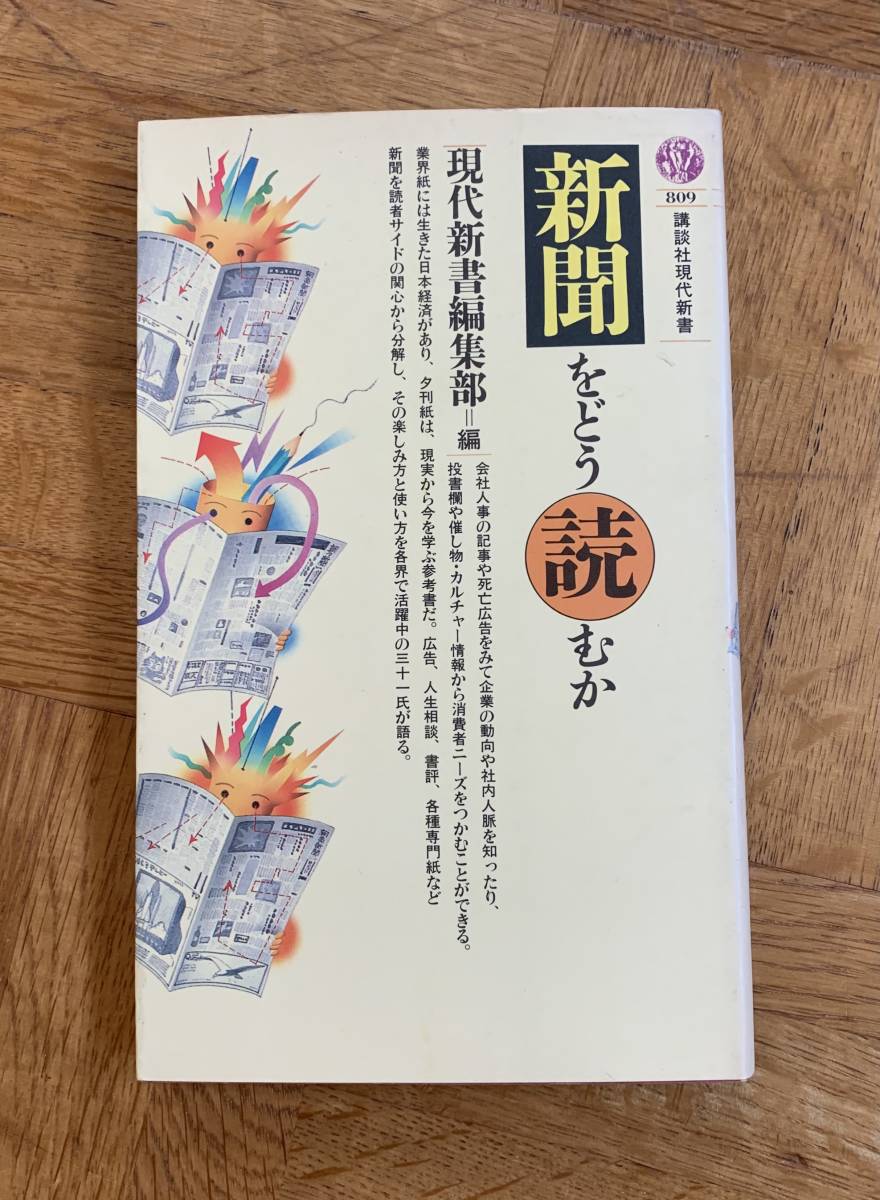 809
講談社現代新書
新聞をどう読むか
会社人事の記事や死亡広告をみて企業の動向や社内人脈を知ったり、
投書欄や催し物・カルチャー情報から消費者ニーズをつかむことができる。
現代新書編集部=編
業界紙には生きた日本経済があり、夕刊紙は、現実から今を学ぶ参考書だ。広告、人生相談、書評、各種専門紙など
新聞を読者サイドの関心から分解し、その楽しみ方と使い方を各界で活躍中の三十一氏が語る。